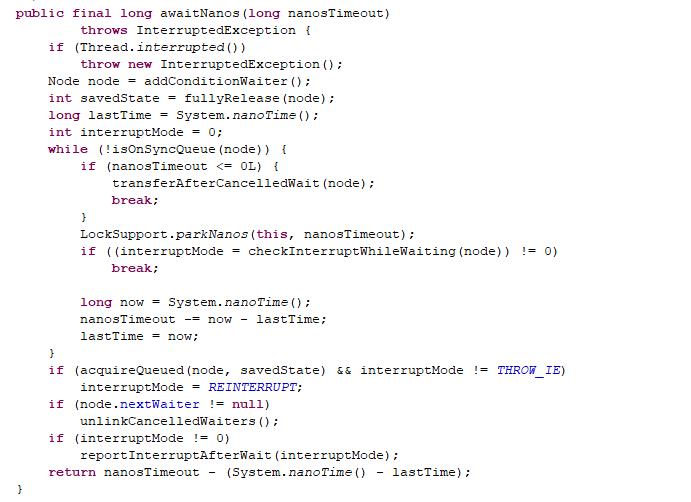 public final long awaitNanos(long nanosTimeout)
        throws InterruptedException {
    if (Thread.interrupted())
        throw new InterruptedException();
    Node node = addConditionWaiter();
    int savedState = fullyRelease(node);
    long lastTime = System.nanoTime();
    int interruptMode = 0;
    while (!isOnSyncQueue(node)) {
        if (nanosTimeout <= 0L) {
            transferAfterCancelledWait(node);
            break;
        }
        LockSupport.parkNanos(this, nanosTimeout);
        if ((interruptMode = checkInterruptWhileWaiting(node)) != 0)
            break;

        long now = System.nanoTime();
        nanosTimeout -= now - lastTime;
        lastTime = now;
    }
    if (acquireQueued(node, savedState) && interruptMode != THROW_IE)
        interruptMode = REINTERRUPT;
    if (node.nextWaiter != null)
        unlinkCancelledWaiters();
    if (interruptMode != 0)
        reportInterruptAfterWait(interruptMode);
    return nanosTimeout - (System.nanoTime() - lastTime);
}